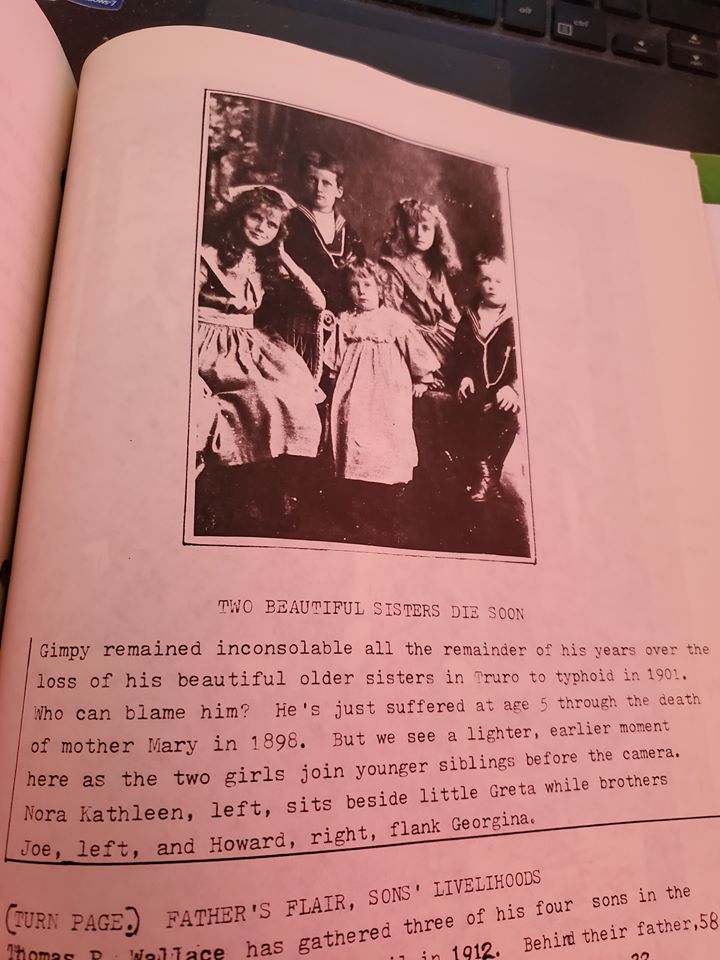 ctrl
TWO BEAUTIFUL SISTERS DIE SOON
Gimpy remained inconsolable all the remainder of his years over the
loss of his beautiful older sisters in Truro to typhoid in 1901.
Who can blame him? He's just suffered at age 5 through the death
of mother Mary in 1898. But we see a lighter, earlier moment
here as the two girls join younger siblings before the camera.
Nora Kathleen, left, sits beside little Greta while brothers
Joe, left, and Howard, right, flank Georgina.
(TURN PAGE.) FATHER'S FLAIR, SONS' LIVELIHOODS
Thomas R. Wallace has gathered three of his four sons in the
in 1912. Behind their father, 58